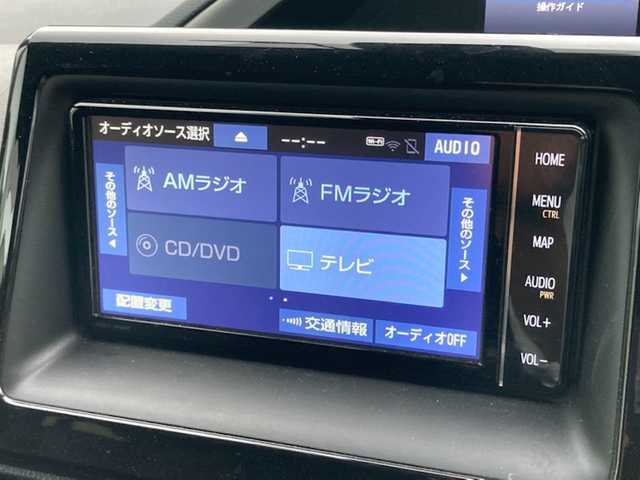 操作ガイド
オーディオソース選択
--:--
Wi-Fi
AUDIO
その他のソース
AMラジオ
FMラジオ
その他のソース
CD/DVD
テレビ
配置変更
交通情報
オーディオOFF
HOME
MENU
CTRL
MAP
AUDIO
PWR
VOL+
VOL-